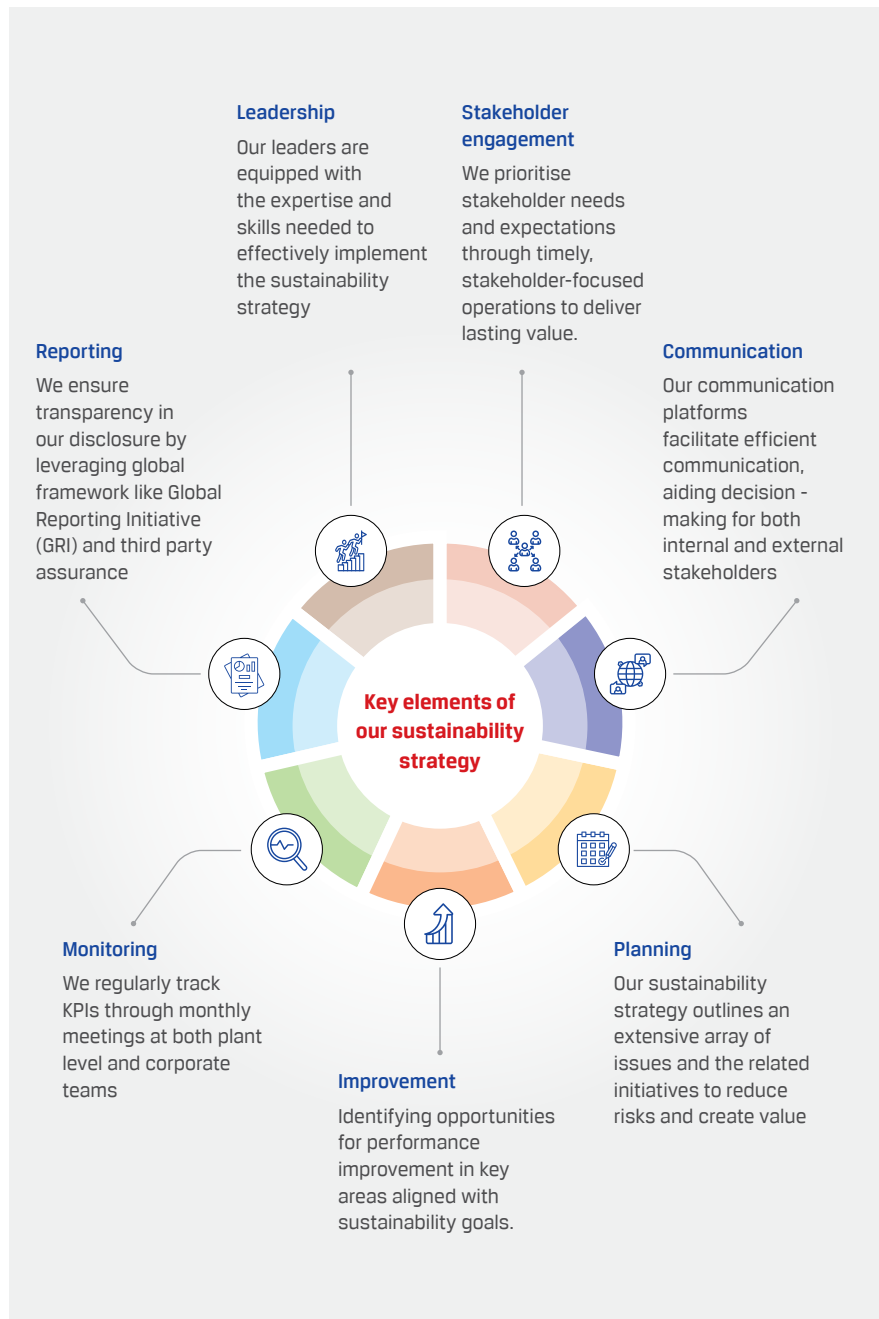 Leadership
Our leaders are
equipped with
the expertise and
skills needed to
effectively implement
the sustainability
strategy
Stakeholder
engagement
We prioritise
stakeholder needs
and expectations
through timely,
stakeholder-focused
operations to deliver
lasting value.
Reporting
We ensure
transparency in
our disclosure by
leveraging global
framework like Global
Reporting Initiative
(GRI) and third party
assurance
Communication
Our communication
platforms
facilitate efficient
communication,
aiding decision -
making for both
internal and external
stakeholders
Key elements of
our sustainability
strategy
Monitoring
We regularly track
KPIs through monthly
meetings at both plant
level and corporate
teams
Planning
Our sustainability
strategy outlines an
extensive array of
issues and the related
initiatives to reduce
risks and create value
Improvement
Identifying opportunities
for performance
improvement in key
areas aligned with
sustainability goals.